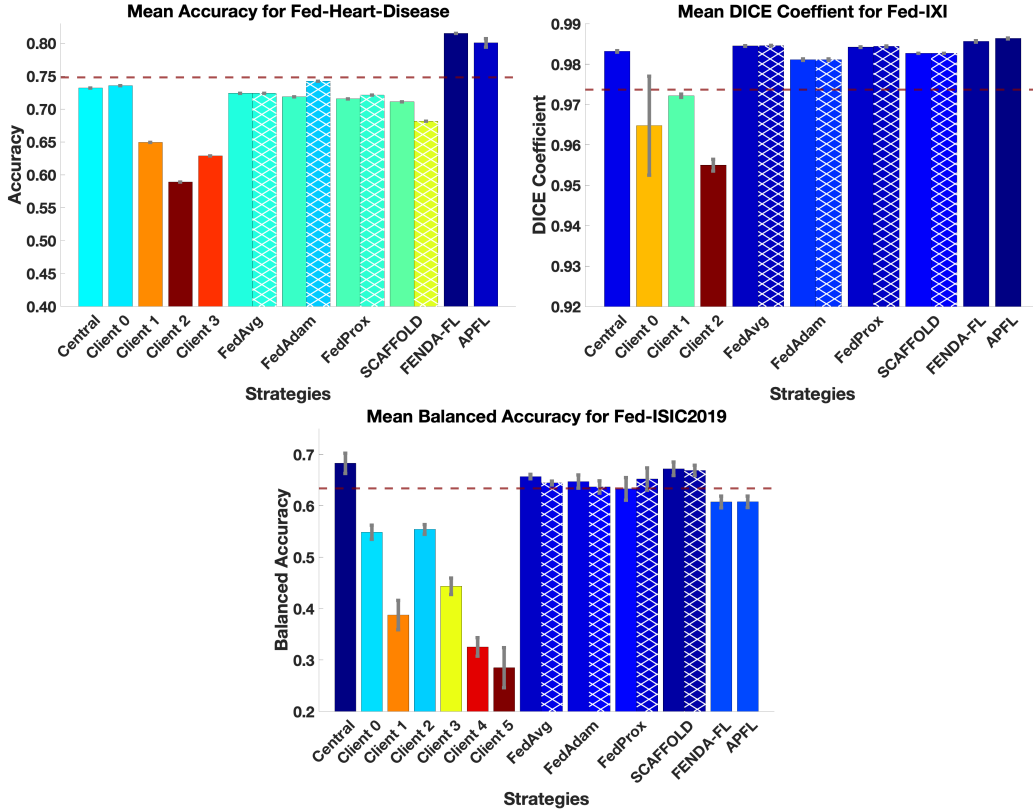 Mean Accuracy for Fed-Heart-Disease
Accuracy
0.80
0.75
0.70
0.65
0.60
0.55
0.50
0.45
0.40
Central
Client 0
Client 1
Client 2
Client 3
FedAvg
FedAdam
FedProx
SCAFFOLD
FENDA-FL
APFL
Strategies
Mean DICE Coeffient for Fed-IXI
DICE Coefficient
0.99
0.98
0.97
0.96
0.95
0.94
0.93
0.92
Central
Client 0
Client 1
Client 2
FedAvg
FedAdam
FedProx
SCAFFOLD
FENDA-FL
APFL
Strategies
Mean Balanced Accuracy for Fed-ISIC2019
Balanced Accuracy
0.7
0.6
0.5
0.4
0.3
0.2
Central
Client 0
Client 1
Client 2
Client 3
Client 4
Client 5
FedAvg
FedAdam
FedProx
SCAFFOLD
FENDA-FL
APFL
Strategies